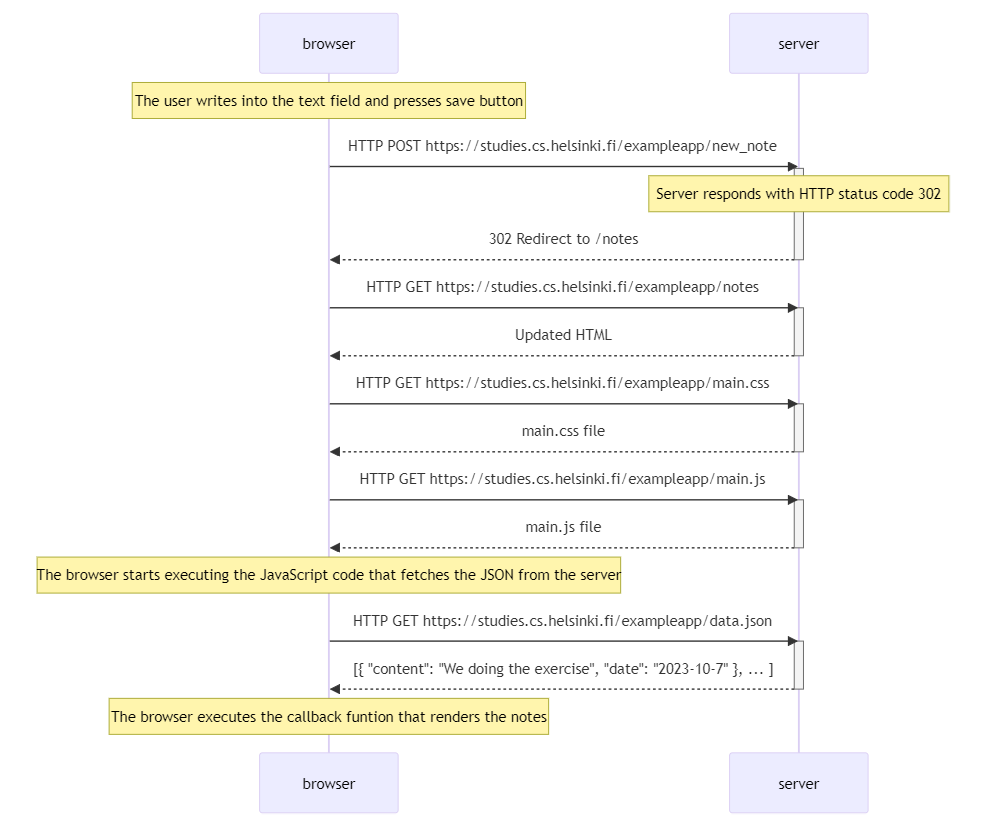 browser
server
The user writes into the text field and presses save button
HTTP POST https://studies.cs.helsinki.fi/exampleapp/new_note
Server responds with HTTP status code 302
302 Redirect to /notes
HTTP GET https://studies.cs.helsinki.fi/exampleapp/notes
Updated HTML
HTTP GET https://studies.cs.helsinki.fi/exampleapp/main.css
main.css file
HTTP GET https://studies.cs.helsinki.fi/exampleapp/main.js
main.js file
The browser starts executing the JavaScript code that fetches the JSON from the server
HTTP GET https://studies.cs.helsinki.fi/exampleapp/data.json
[{ "content": "We doing the exercise", "date": "2023-10-7" }, ... ]
The browser executes the callback funtion that renders the notes
browser
server